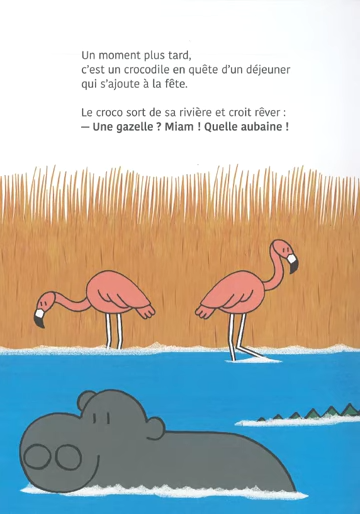 Un moment plus tard,
c'est un crocodile en quête d'un déjeuner
qui s'ajoute à la fête.
Le croco sort de sa rivière et croit rêver :
— Une gazelle ? Miam ! Quelle aubaine !